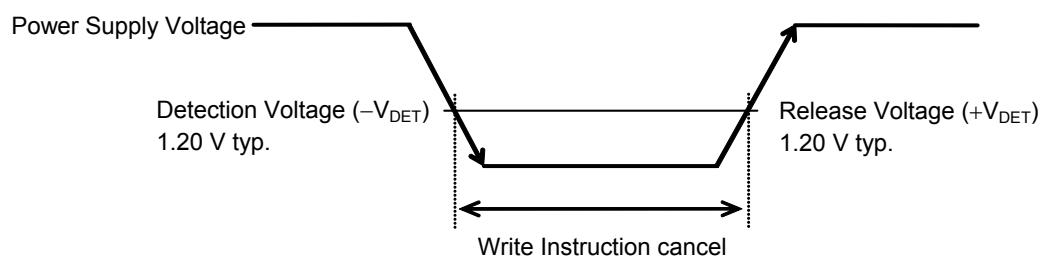 Power Supply Voltage
Detection Voltage (−VDET)
1.20 V typ.
Release Voltage (+VDET)
1.20 V typ.
Write Instruction cancel